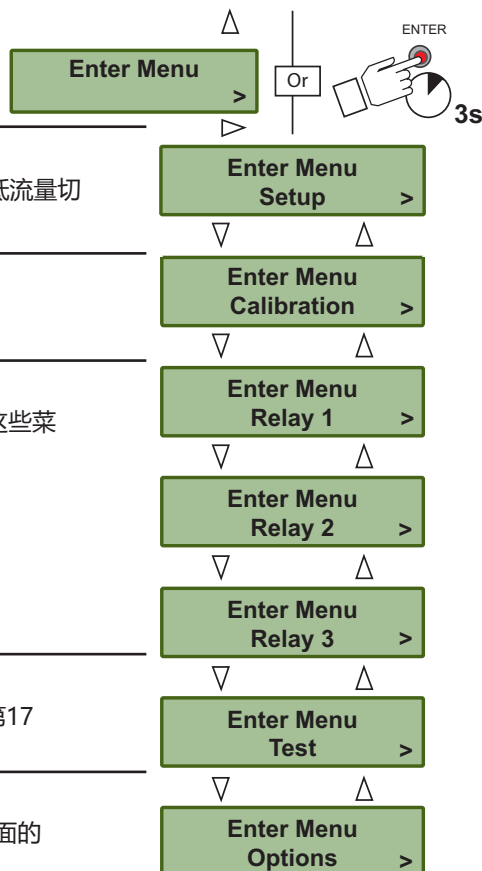 ENTER
Enter Menu
>
Or
3s
低流量切
Enter Menu
Setup >
Enter Menu
Calibration >
这些菜
Enter Menu
Relay 1 >
Enter Menu
Relay 2 >
Enter Menu
Relay 3 >
第17
Enter Menu
Test >
面的
Enter Menu
Options >